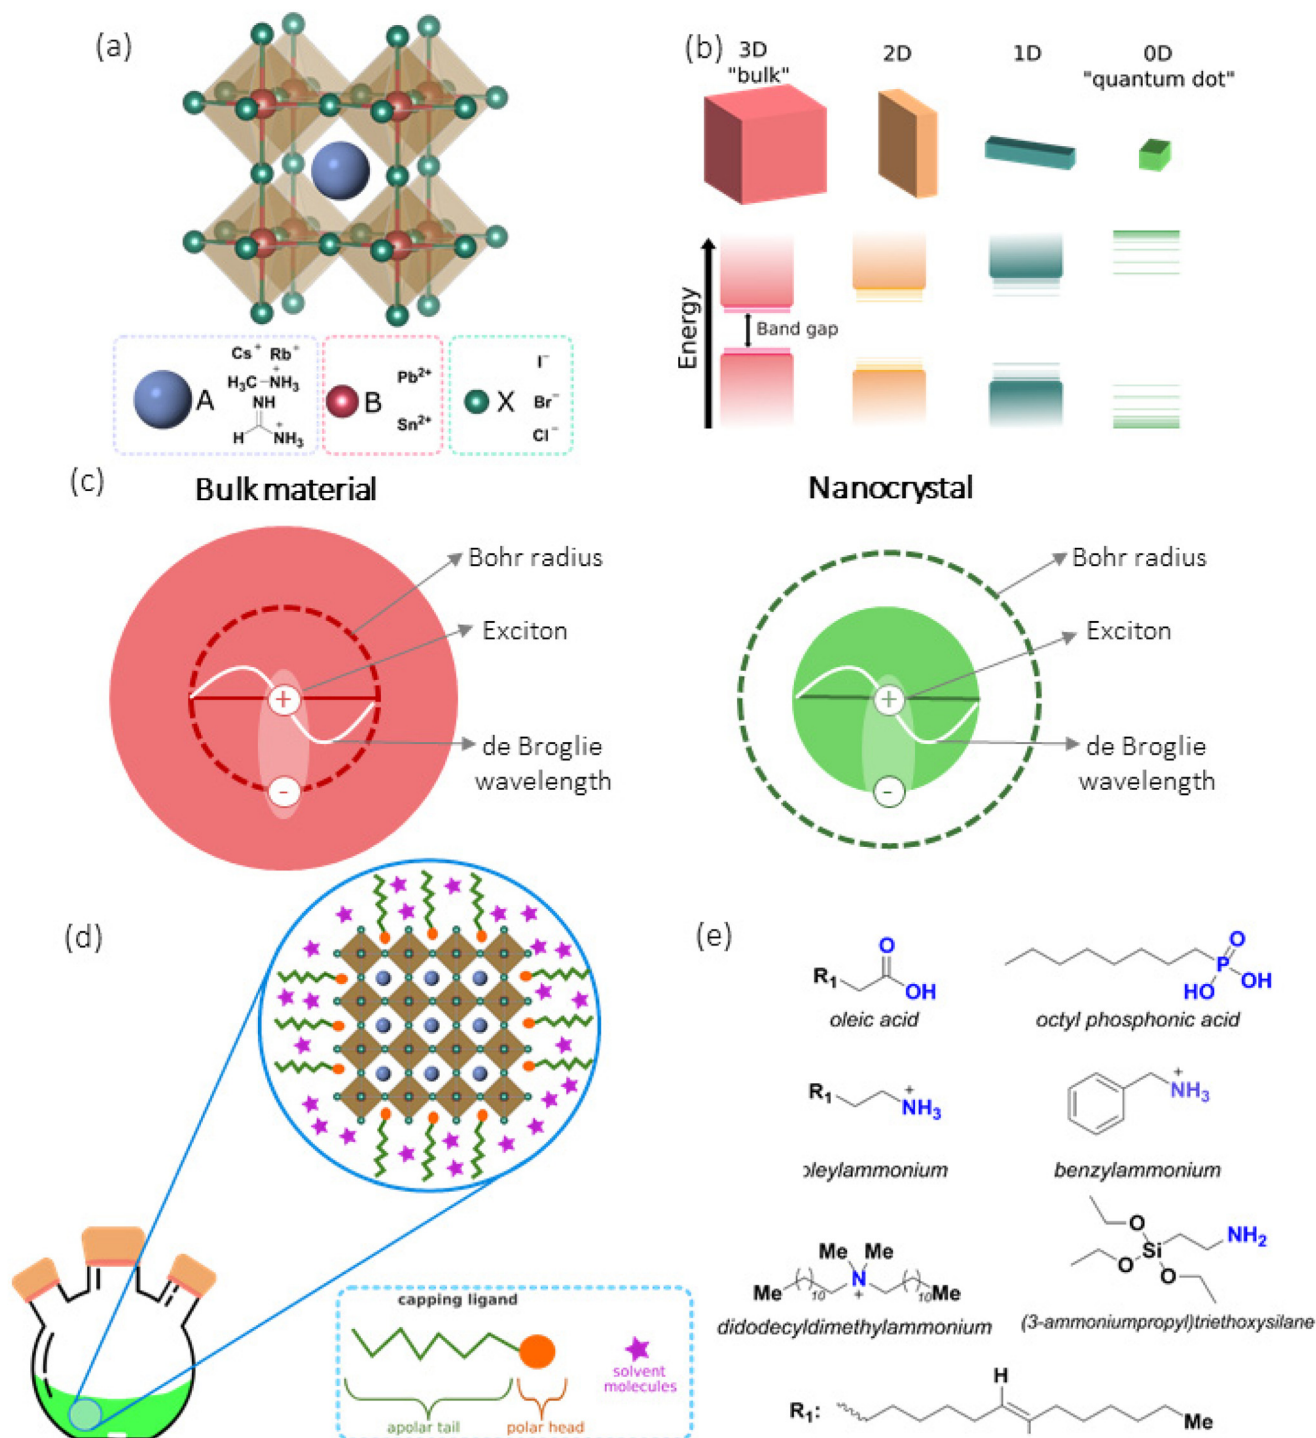 (a)
Cs⁺ Rb⁺
H₃C-NH₃
+
NH
H NH₃
+
A
Pb²⁺
Sn²⁺
B
I⁻
Br⁻
Cl⁻
X
(b)
3D 2D 1D 0D
"bulk" "quantum dot"
Energy
Band gap
(c)
Bulk material
Bohr radius
Exciton
de Broglie
wavelength
+
-
Nanocrystal
Bohr radius
Exciton
de Broglie
wavelength
+
-
(d)
capping ligand
apolar tail
polar head
solvent
molecules
(e)
O
R₁ OH
oleic acid
O
P
HO OH
octyl phosphonic acid
+
R₁ NH₃
oleylammonium
+
NH₃
benzylammonium
Me Me
N
+
Me ( )10 ( )10 Me
didodecyldimethylammonium
O
Si NH₂
O
O
(3-ammoniumpropyl)triethoxysilane
H
R₁: Me